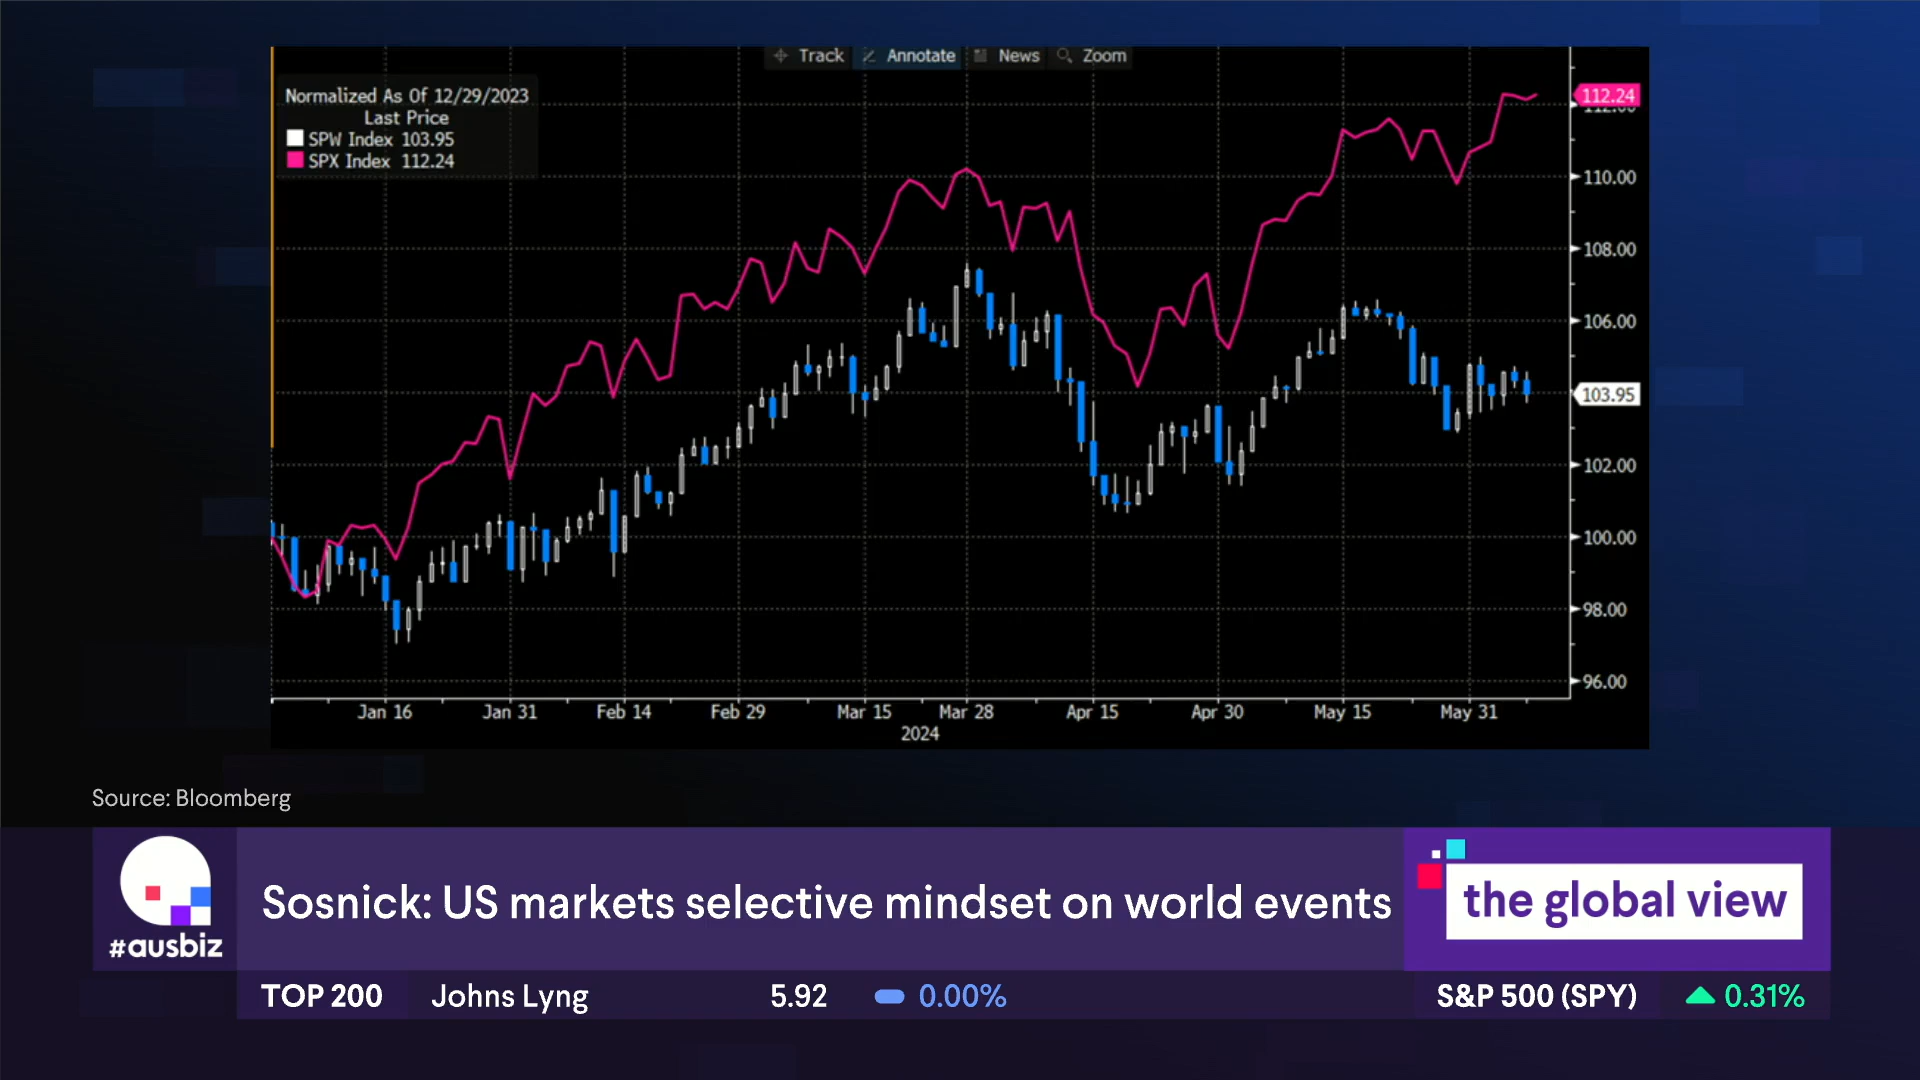 Track Annotate News Zoom
Normalized As Of 12/29/2023
Last Price
SPW Index 103.95
SPX Index 112.24
112.24
112.00
110.00
108.00
106.00
103.95
102.00
100.00
98.00
96.00
Jan 16 Jan 31 Feb 14 Feb 29 Mar 15 Mar 28 Apr 15 Apr 30 May 15 May 31
2024
Source: Bloomberg
#ausbiz
Sosnick: US markets selective mindset on world events
the global view
TOP 200 Johns Lyng 5.92 0.00% S&P 500 (SPY) 0.31%